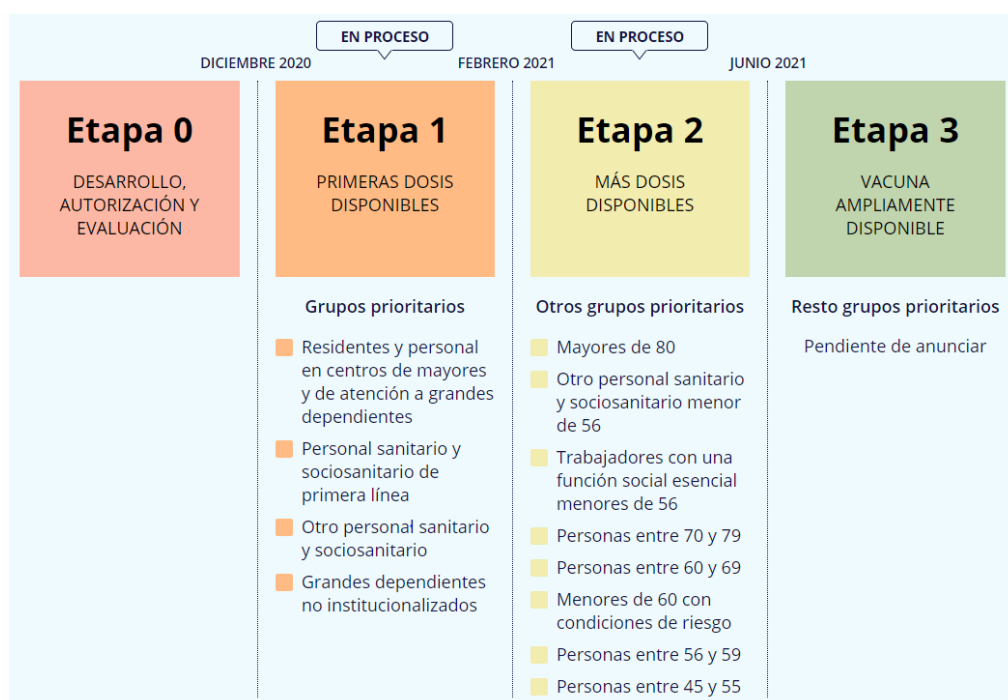 EN PROCESO
EN PROCESO
DICIEMBRE 2020
FEBRERO 2021
JUNIO 2021
Etapa 0
DESARROLLO,
AUTORIZACIÓN Y
EVALUACIÓN
Etapa 1
PRIMERAS DOSIS
DISPONIBLES
Grupos prioritarios
Residentes y personal
en centros de mayores
y de atención a grandes
dependientes
Personal sanitario y
sociosanitario de
primera línea
Otro personal sanitario
y sociosanitario
Grandes dependientes
no institucionalizados
Etapa 2
MÁS DOSIS
DISPONIBLES
Otros grupos prioritarios
Mayores de 80
Otro personal sanitario
y sociosanitario menor
de 56
Trabajadores con una
función social esencial
menores de 56
Personas entre 70 y 79
Personas entre 60 y 69
Menores de 60 con
condiciones de riesgo
Personas entre 56 y 59
Personas entre 45 y 55
Etapa 3
VACUNA
AMPLIAMENTE
DISPONIBLE
Resto grupos prioritarios
Pendiente de anunciar